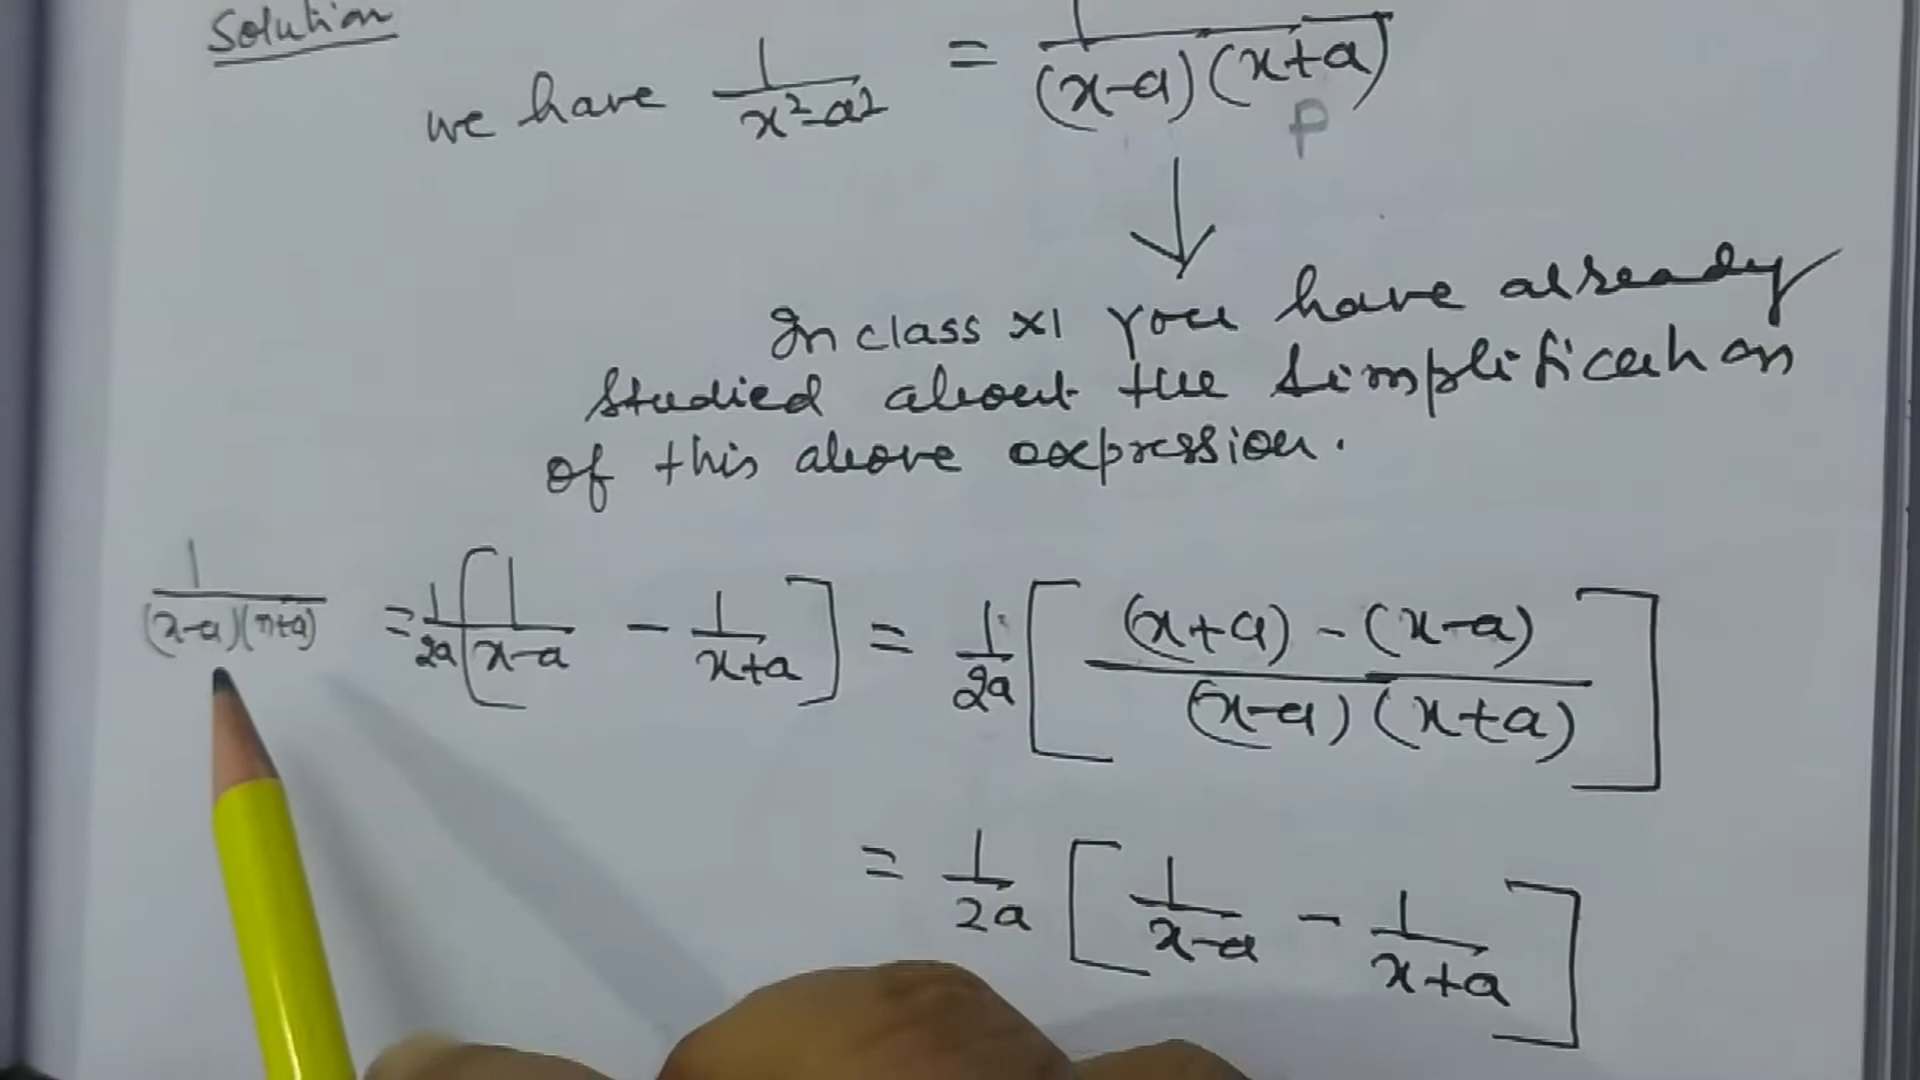 Solution
we have 1/(x²-a²) = 1/((x-a)(x+a))
P
In class XI you have already
studied about the simplification
of this above expression.
1/((x-a)(x+a)) = 1/2a [1/(x-a) - 1/(x+a)] = 1/2a [((x+a) - (x-a))/((x-a)(x+a))]
= 1/2a [1/(x-a) - 1/(x+a)]